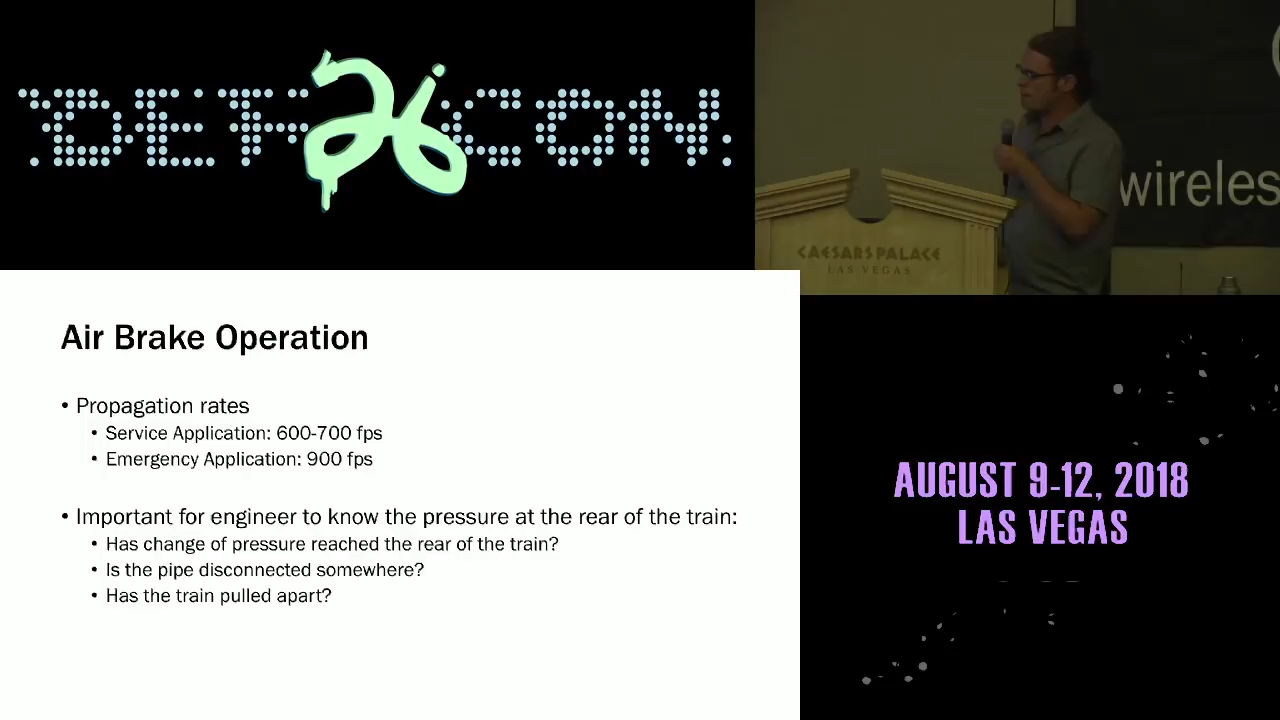 DEF 26 CON
wireles
CAESARS PALACE
LAS VEGAS
Air Brake Operation
• Propagation rates
• Service Application: 600-700 fps
• Emergency Application: 900 fps
• Important for engineer to know the pressure at the rear of the train:
• Has change of pressure reached the rear of the train?
• Is the pipe disconnected somewhere?
• Has the train pulled apart?
AUGUST 9-12, 2018
LAS VEGAS